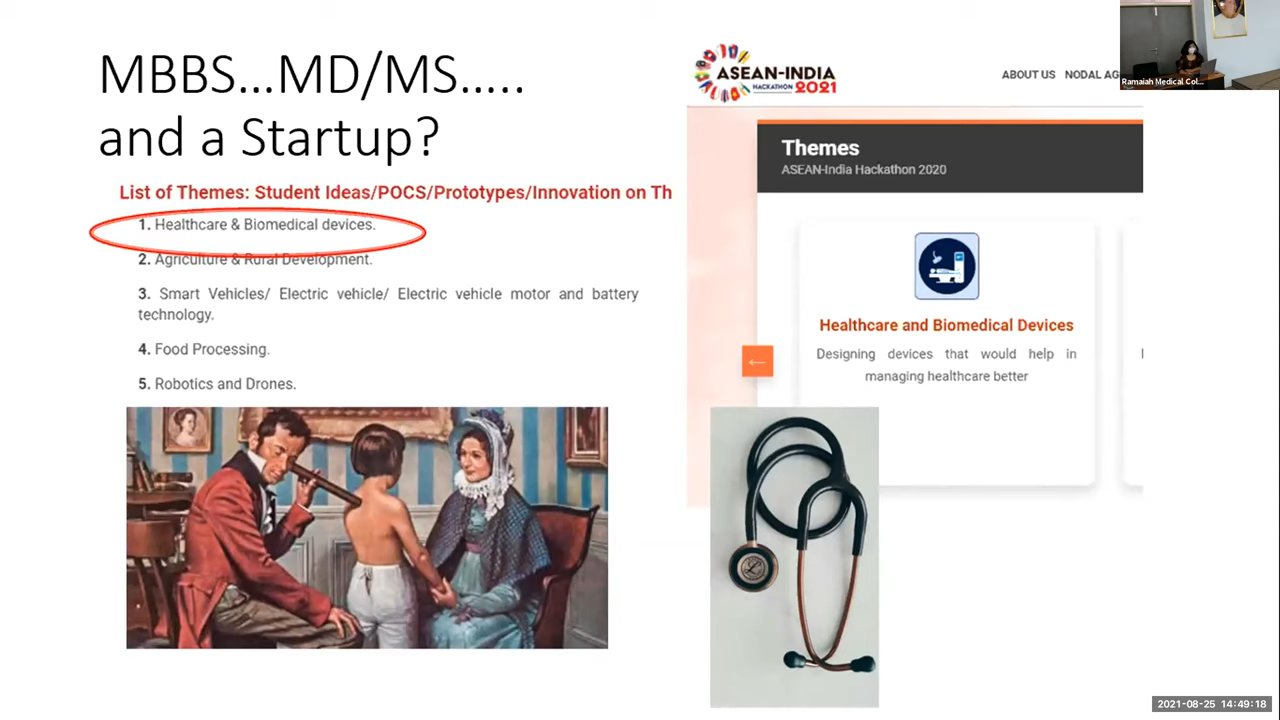 MBBS...MD/MS.....
and a Startup?
List of Themes: Student Ideas/POCS/Prototypes/Innovation on Th
1. Healthcare & Biomedical devices.
2. Agriculture & Rural Development.
3. Smart Vehicles/ Electric vehicle/ Electric vehicle motor and battery
technology.
4. Food Processing.
5. Robotics and Drones.
ASEAN-INDIA
HACKATHON 2021
ABOUT US NODAL AG
Themes
ASEAN-India Hackathon 2020
Healthcare and Biomedical Devices
Designing devices that would help in
managing healthcare better
Ramaiah Medical Col...
2021-08-25 14:49:18